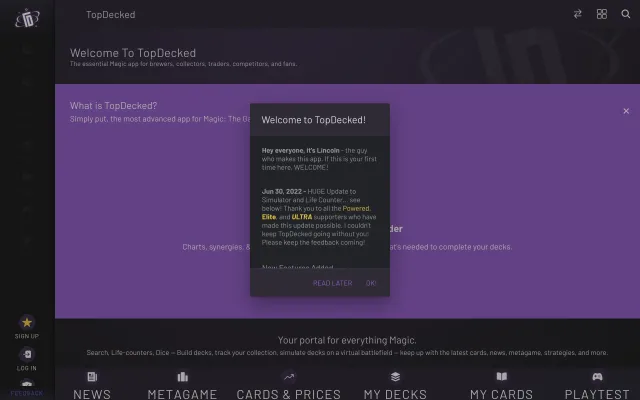 TopDecked
Welcome To TopDecked
The essential Magic app for brewers, collectors, traders, competitors, and fans.
What is TopDecked?
Simply put, the most advanced app for Magic: The Ga
Welcome to TopDecked!
Hey everyone, it's Lincoln - the guy
who makes this app. If this is your first
time here, WELCOME!
Jun 30, 2022 - HUGE Update to
Simulator and Life Counter... see
below! Thank you to all the Powered,
Elite, and ULTRA supporters who have
made this update possible. I couldn't
keep TopDecked going without you!
Please keep the feedback coming!
New Features Added
READ LATER
OK!
der
Charts, synergies,
at's needed to complete your decks.
Your portal for everything Magic.
Search, Life-counters, Dice — Build decks, track your collection, simulate decks on a virtual battlefield — keep up with the latest cards, news, metagame, strategies, and more.
SIGN UP
LOG IN
FEEDBACK
NEWS
METAGAME
CARDS & PRICES
MY DECKS
MY CARDS
PLAYTEST